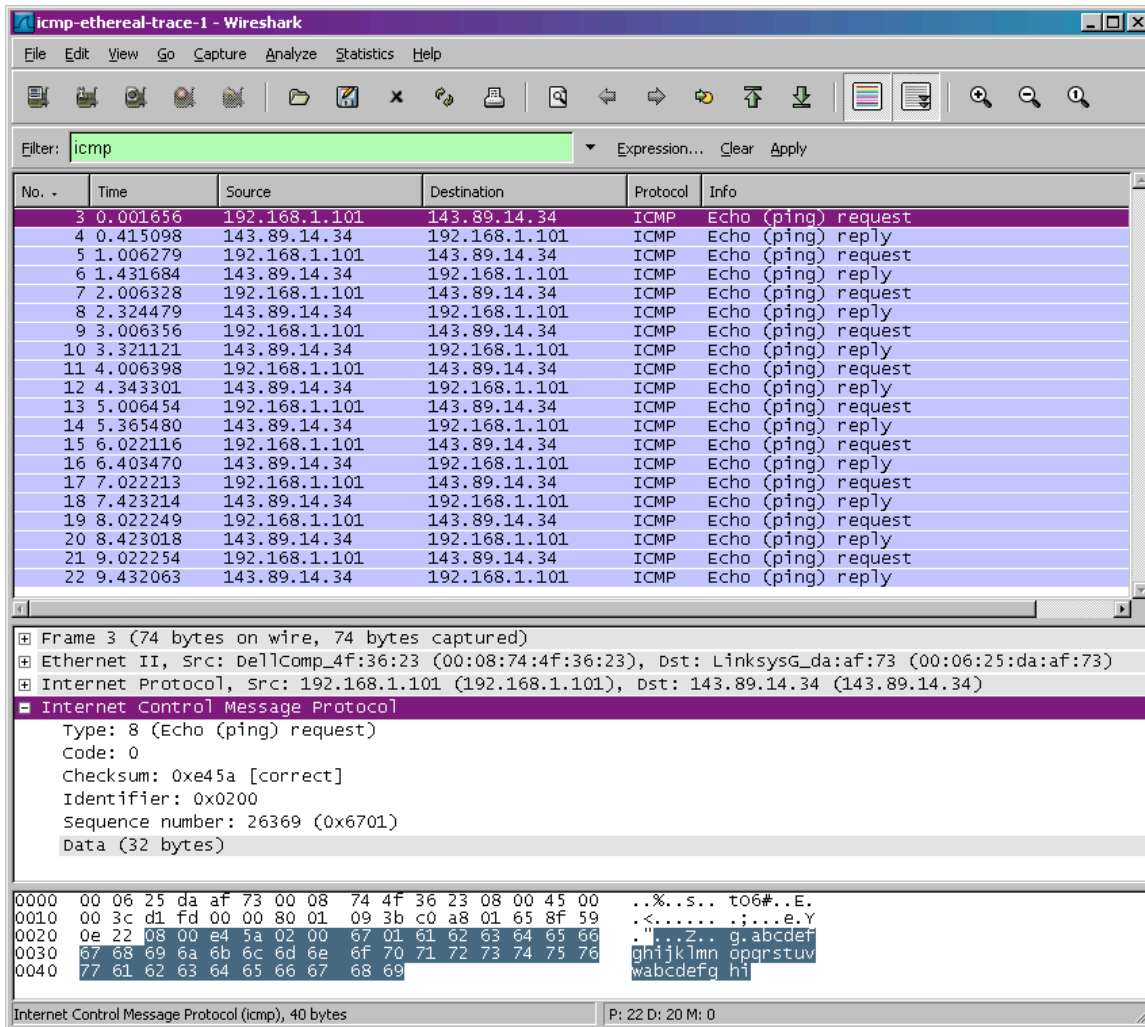 icmp-ethereal-trace-1 - Wireshark
File Edit View Go Capture Analyze Statistics Help
Filter: icmp Expression... Clear Apply
No. Time Source Destination Protocol Info
3 0.001656 192.168.1.101 143.89.14.34 ICMP Echo (ping) request
4 0.415098 143.89.14.34 192.168.1.101 ICMP Echo (ping) reply
5 1.006279 192.168.1.101 143.89.14.34 ICMP Echo (ping) request
6 1.431684 143.89.14.34 192.168.1.101 ICMP Echo (ping) reply
7 2.006328 192.168.1.101 143.89.14.34 ICMP Echo (ping) request
8 2.324479 143.89.14.34 192.168.1.101 ICMP Echo (ping) reply
9 3.006356 192.168.1.101 143.89.14.34 ICMP Echo (ping) request
10 3.321121 143.89.14.34 192.168.1.101 ICMP Echo (ping) reply
11 4.006398 192.168.1.101 143.89.14.34 ICMP Echo (ping) request
12 4.343301 143.89.14.34 192.168.1.101 ICMP Echo (ping) reply
13 5.006454 192.168.1.101 143.89.14.34 ICMP Echo (ping) request
14 5.365480 143.89.14.34 192.168.1.101 ICMP Echo (ping) reply
15 6.022116 192.168.1.101 143.89.14.34 ICMP Echo (ping) request
16 6.403470 143.89.14.34 192.168.1.101 ICMP Echo (ping) reply
17 7.022213 192.168.1.101 143.89.14.34 ICMP Echo (ping) request
18 7.423214 143.89.14.34 192.168.1.101 ICMP Echo (ping) reply
19 8.022249 192.168.1.101 143.89.14.34 ICMP Echo (ping) request
20 8.423018 143.89.14.34 192.168.1.101 ICMP Echo (ping) reply
21 9.022254 192.168.1.101 143.89.14.34 ICMP Echo (ping) request
22 9.432063 143.89.14.34 192.168.1.101 ICMP Echo (ping) reply
Frame 3 (74 bytes on wire, 74 bytes captured)
Ethernet II, Src: DellComp_4f:36:23 (00:08:74:4f:36:23), Dst: LinksysG_da:af:73 (00:06:25:da:af:73)
Internet Protocol, Src: 192.168.1.101 (192.168.1.101), Dst: 143.89.14.34 (143.89.14.34)
Internet Control Message Protocol
Type: 8 (Echo (ping) request)
Code: 0
Checksum: 0xe45a [correct]
Identifier: 0x0200
Sequence number: 26369 (0x6701)
Data (32 bytes)
0000 00 06 25 da af 73 00 08 74 4f 36 23 08 00 45 00 ..%..s.. tO6#..E.
0010 00 3c d1 fd 00 00 80 01 09 3b c0 a8 01 65 8f 59 .<...... .;...e.Y
0020 0e 22 08 00 e4 5a 02 00 67 01 61 62 63 64 65 66 ."...Z.. g.abcdef
0030 67 68 69 6a 6b 6c 6d 6e 6f 70 71 72 73 74 75 76 ghijklmn opqrstuv
0040 77 61 62 63 64 65 66 67 68 69 wabcdefg hi
Internet Control Message Protocol (icmp), 40 bytes P: 22 D: 20 M: 0